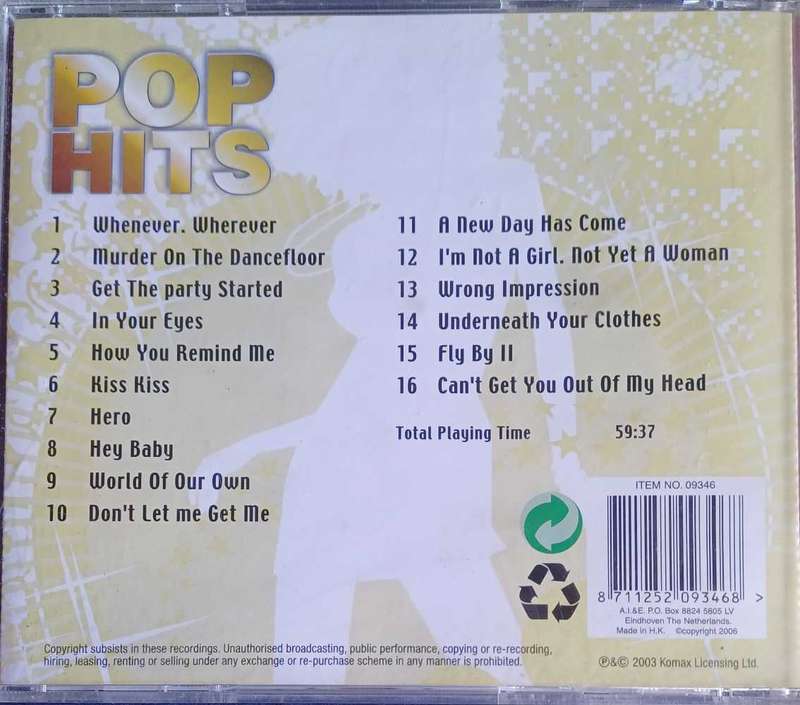 POP
HITS
1 Whenever. Wherever
2 Murder On The Dancefloor
3 Get The party Started
4 In Your Eyes
5 How You Remind Me
6 Kiss Kiss
7 Hero
8 Hey Baby
9 World Of Our Own
10 Don't Let me Get Me
11 A New Day Has Come
12 I'm Not A Girl. Not Yet A Woman
13 Wrong Impression
14 Underneath Your Clothes
15 Fly By II
16 Can't Get You Out Of My Head
Total Playing Time 59:37
ITEM NO. 09346
8 711252 093468 >
A.I.&E. P.O. Box 8824 5605 LV
Eindhoven The Netherlands.
Made in H.K. ©copyright 2006
Copyright subsists in these recordings. Unauthorised broadcasting, public performance, copying or re-recording,
hiring, leasing, renting or selling under any exchange or re-purchase scheme in any manner is prohibited.
℗&© 2003 Komax Licensing Ltd.